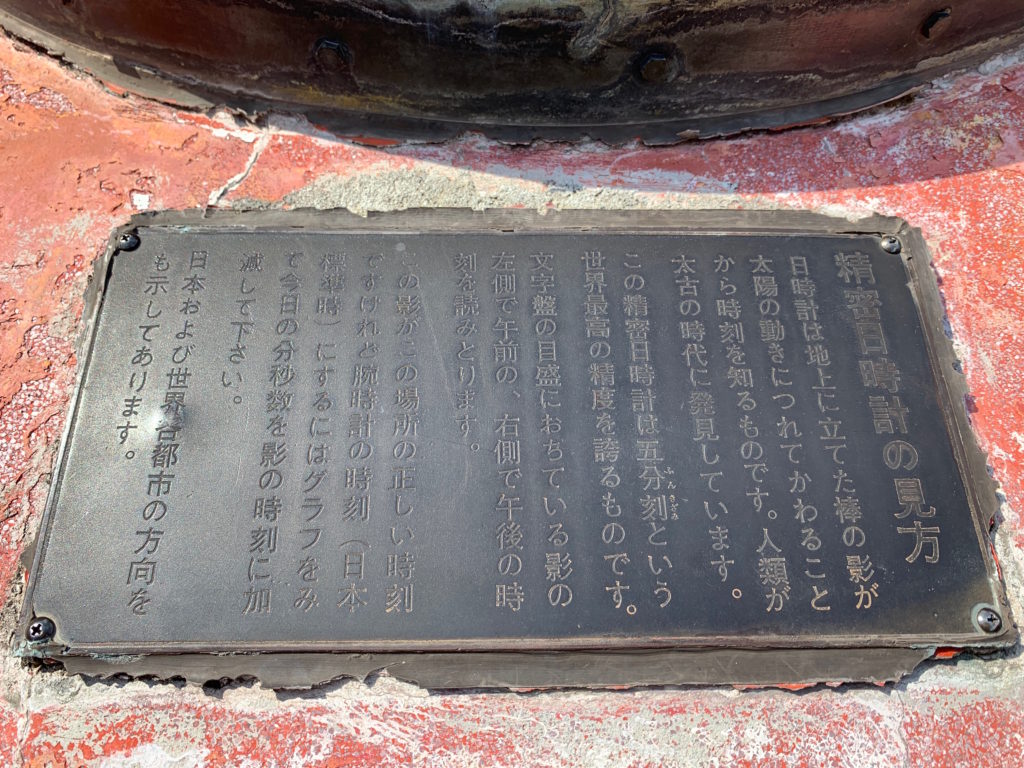 精密日時計の見方
日時計は地上に立てた棒の影が
太陽の動きにつれてかわること
から時刻を知るものです。人類が
太古の時代に発見しています。
この精密日時計は五分刻という
ふんきざみ
世界最高の精度を誇るものです。
文字盤の目盛におちている影の
左側で午前の、右側で午後の時
刻を読みとります。
この影がこの場所の正しい時刻
ですけれど腕時計の時刻（日本
標準時）にするにはグラフをみ
て今日の分秒数を影の時刻に加
減して下さい。
日本および世界各都市の方向を
も示してあります。